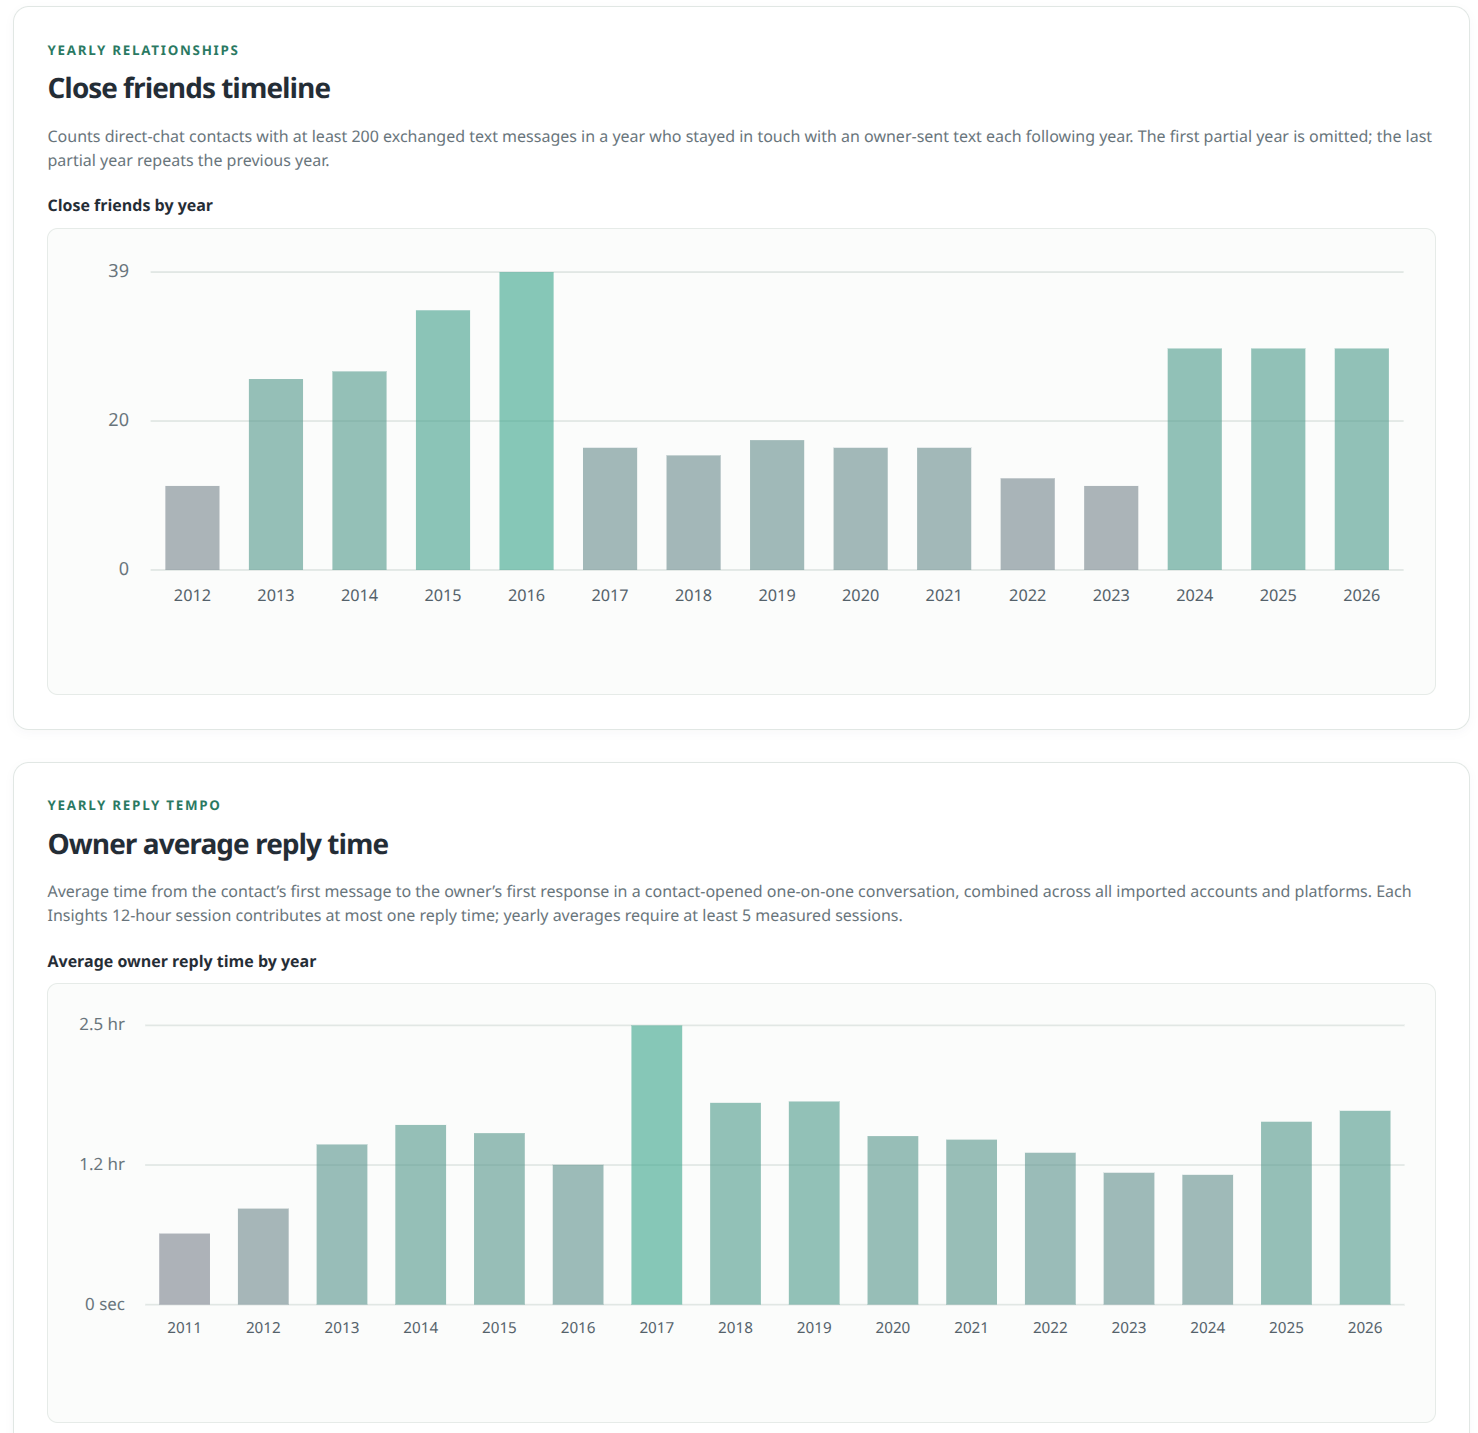 YEARLY RELATIONSHIPS
Close friends timeline
Counts direct-chat contacts with at least 200 exchanged text messages in a year who stayed in touch with an owner-sent text each following year. The first partial year is omitted; the last
partial year repeats the previous year.
Close friends by year
39
20
0
2012 2013 2014 2015 2016 2017 2018 2019 2020 2021 2022 2023 2024 2025 2026
YEARLY REPLY TEMPO
Owner average reply time
Average time from the contact’s first message to the owner’s first response in a contact-opened one-on-one conversation, combined across all imported accounts and platforms. Each
Insights 12-hour session contributes at most one reply time; yearly averages require at least 5 measured sessions.
Average owner reply time by year
2.5 hr
1.2 hr
0 sec
2011 2012 2013 2014 2015 2016 2017 2018 2019 2020 2021 2022 2023 2024 2025 2026